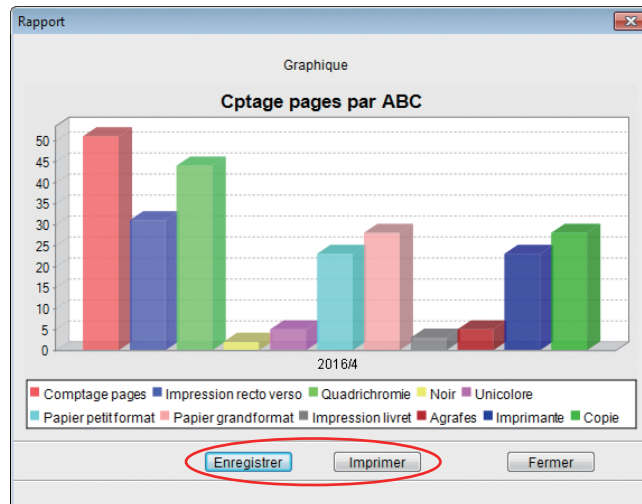 Rapport
Graphique
Cptage pages par ABC
50
45
40
35
30
25
20
15
10
5
0
2016/4
Comptage pages Impression recto verso Quadrichromie Noir Unicolore
Papier petit format Papier grand format Impression livret Agrafes Imprimante Copie
Enregistrer Imprimer Fermer